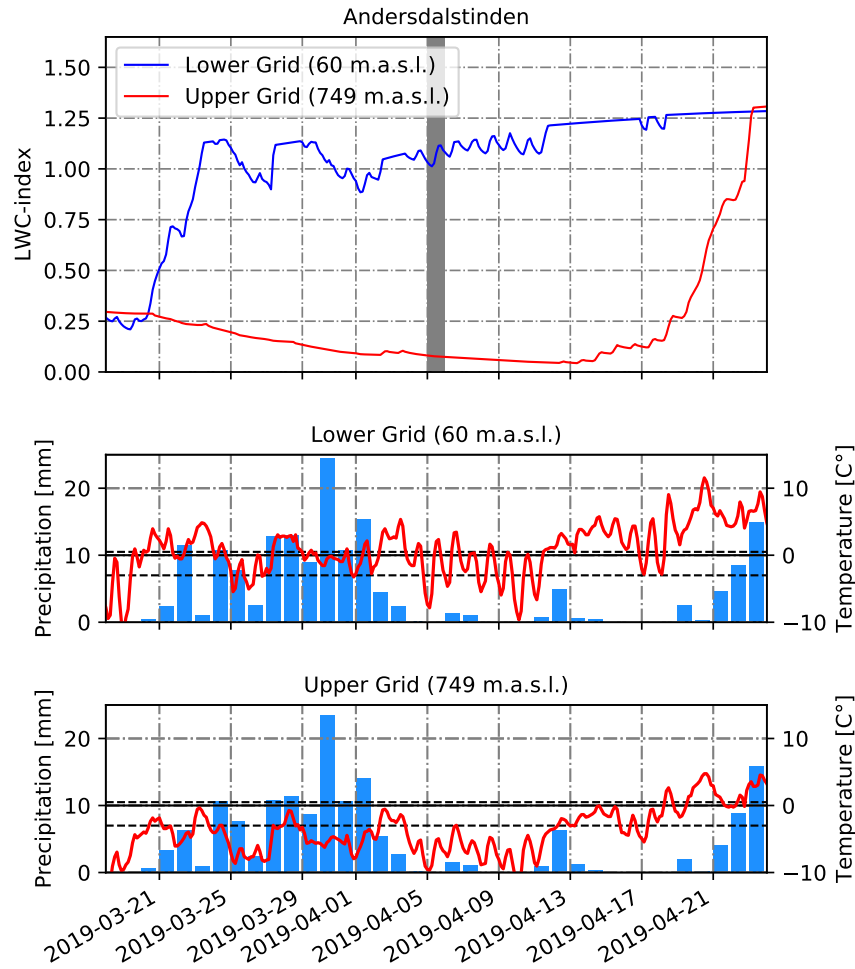 Andersdalstinden
LWC-index
1.50
1.25
1.00
0.75
0.50
0.25
0.00
Lower Grid (60 m.a.s.l.)
Upper Grid (749 m.a.s.l.)
Lower Grid (60 m.a.s.l.)
Precipitation [mm]
20
10
0
10
0
−10
Temperature [C°]
Upper Grid (749 m.a.s.l.)
Precipitation [mm]
20
10
0
10
0
−10
Temperature [C°]
2019-03-21
2019-03-25
2019-03-29
2019-04-01
2019-04-05
2019-04-09
2019-04-13
2019-04-17
2019-04-21